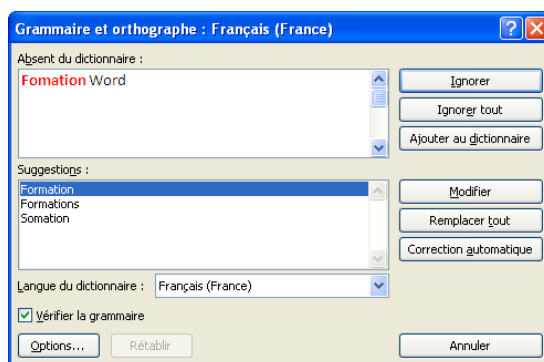 Grammaire et orthographe : Français (France)
Absent du dictionnaire :
Fomation Word
Ignorer
Ignorer tout
Ajouter au dictionnaire
Suggestions :
Formation
Formations
Somation
Modifier
Remplacer tout
Correction automatique
Langue du dictionnaire : Français (France)
Vérifier la grammaire
Options... Rétablir Annuler